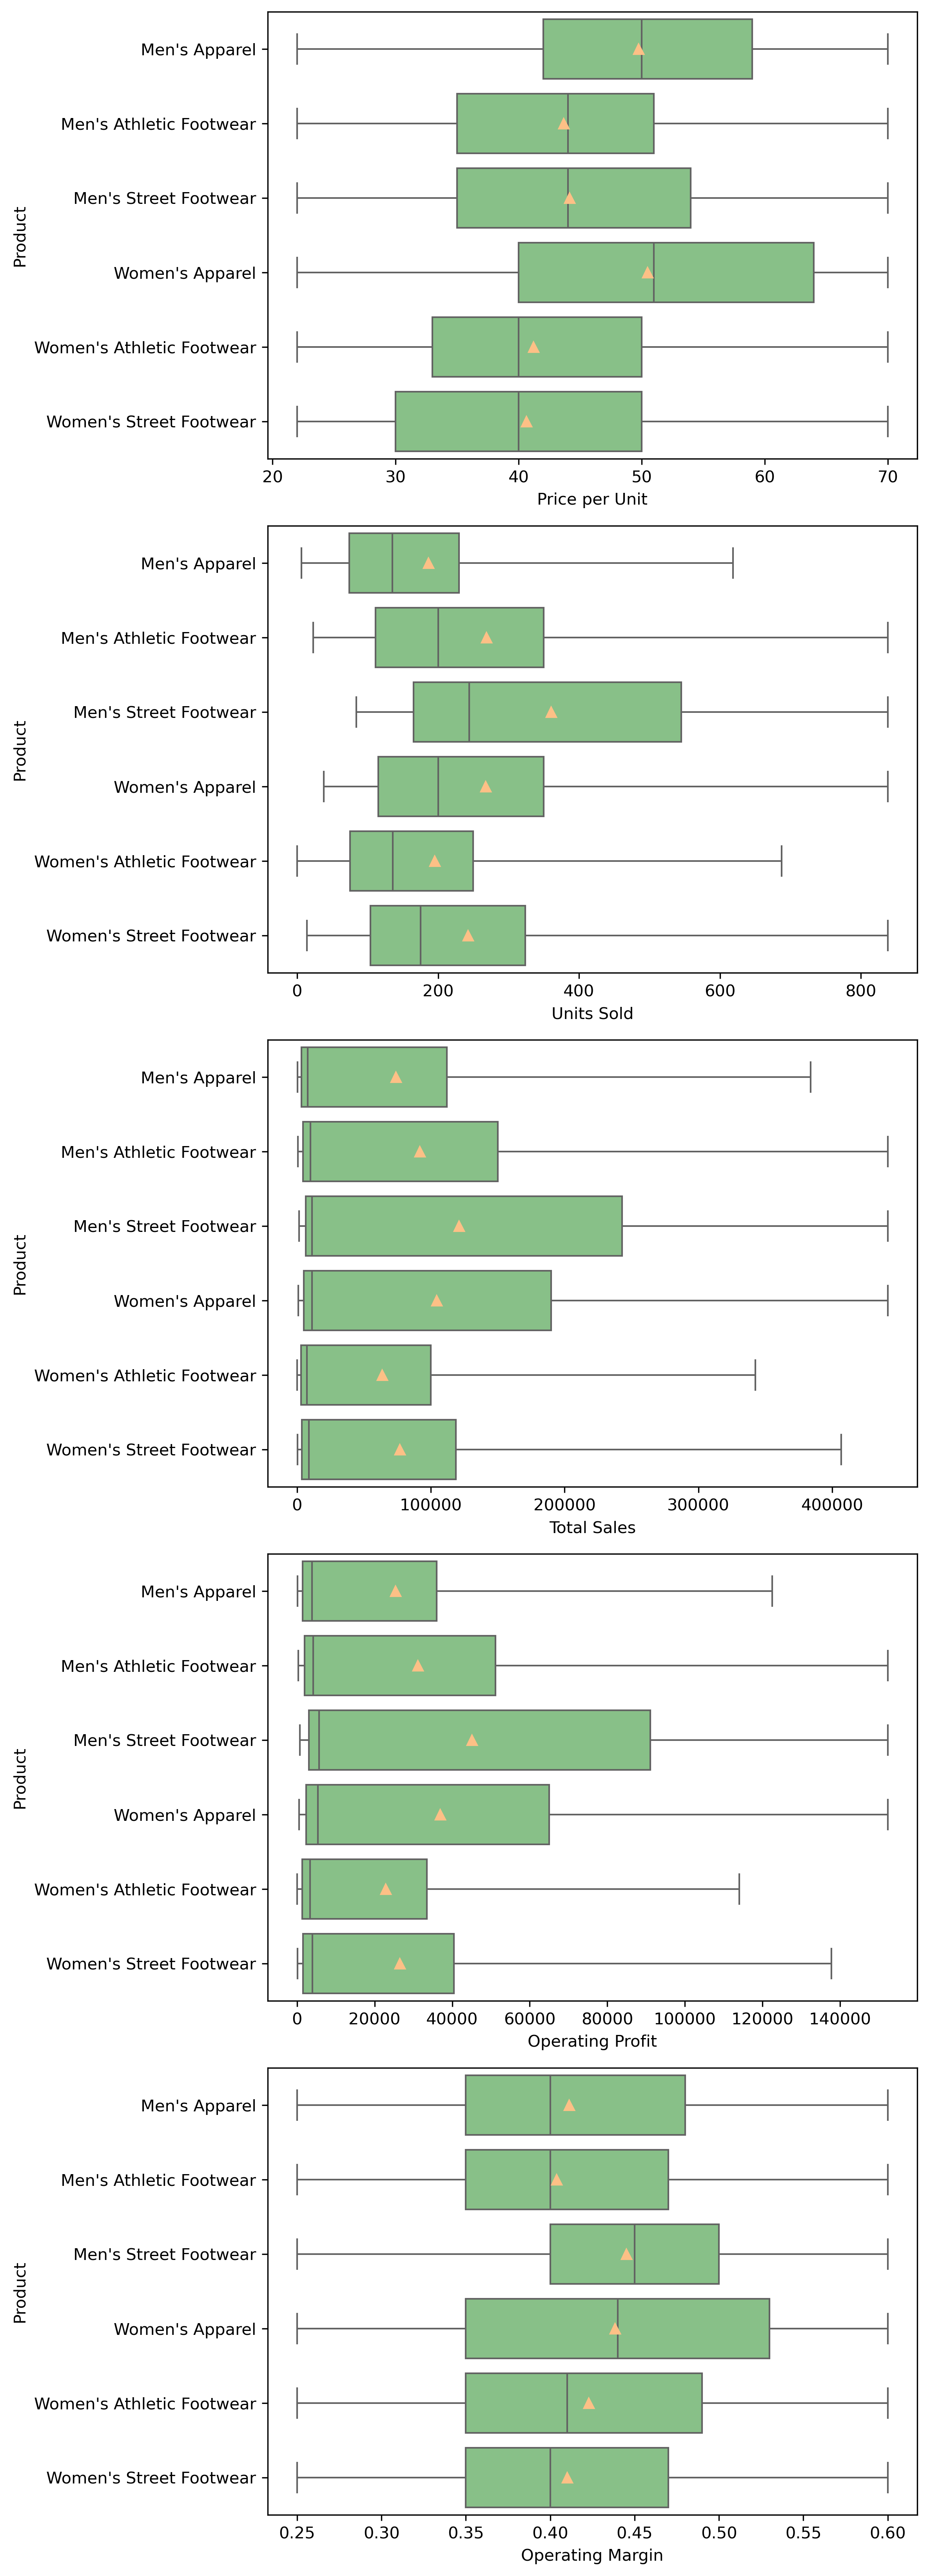 Product
Men's Apparel
Men's Athletic Footwear
Men's Street Footwear
Women's Apparel
Women's Athletic Footwear
Women's Street Footwear
20 30 40 50 60 70
Price per Unit
Product
Men's Apparel
Men's Athletic Footwear
Men's Street Footwear
Women's Apparel
Women's Athletic Footwear
Women's Street Footwear
0 200 400 600 800
Units Sold
Product
Men's Apparel
Men's Athletic Footwear
Men's Street Footwear
Women's Apparel
Women's Athletic Footwear
Women's Street Footwear
0 100000 200000 300000 400000
Total Sales
Product
Men's Apparel
Men's Athletic Footwear
Men's Street Footwear
Women's Apparel
Women's Athletic Footwear
Women's Street Footwear
0 20000 40000 60000 80000 100000 120000 140000
Operating Profit
Product
Men's Apparel
Men's Athletic Footwear
Men's Street Footwear
Women's Apparel
Women's Athletic Footwear
Women's Street Footwear
0.25 0.30 0.35 0.40 0.45 0.50 0.55 0.60
Operating Margin